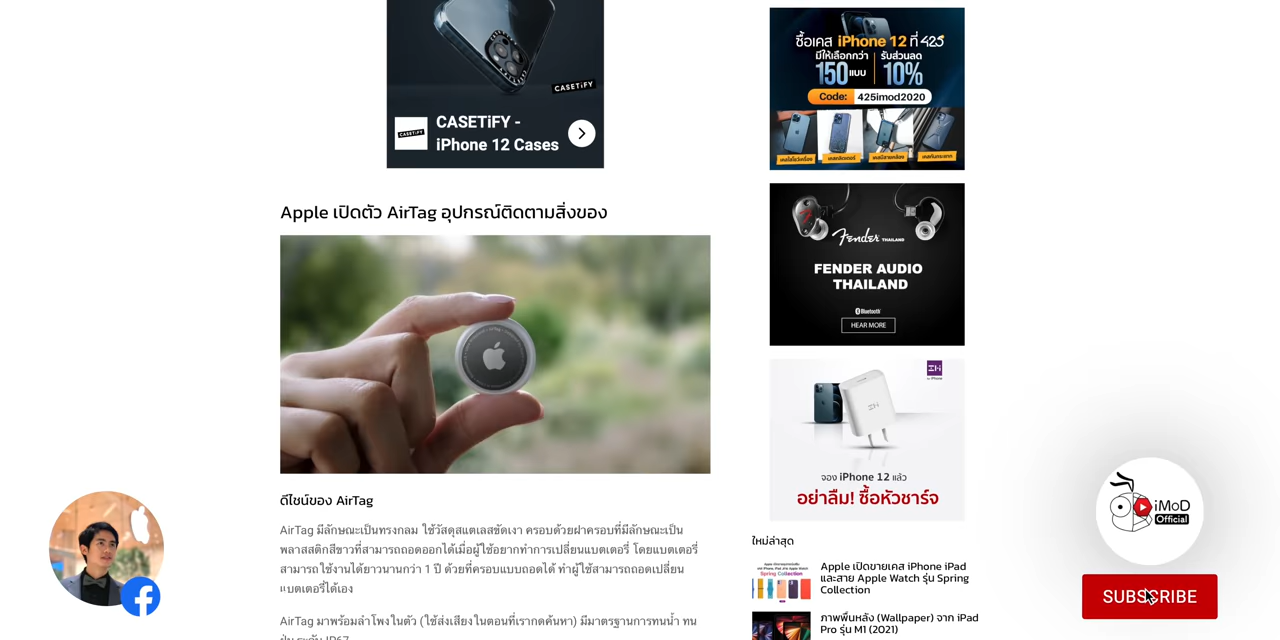 CASETiFY
CASETiFY
CASETiFY -
iPhone 12 Cases
Apple เปิดตัว AirTag อุปกรณ์ติดตามสิ่งของ
ดีไซน์ของ AirTag
AirTag มีลักษณะเป็นทรงกลม ใช้วัสดุสแตเลสขัดเงา ครอบด้วยฝาครอบที่มีลักษณะเป็น
พลาสสติกสีขาวที่สามารถถอดออกได้เมื่อผู้ใช้อยากทำการเปลี่ยนแบตเตอรี่ โดยแบตเตอรี่
สามารถใช้งานได้ยาวนานกว่า 1 ปี ด้วยที่ครอบแบบถอดได้ ทำผู้ใช้สามารถถอดเปลี่ยน
แบตเตอรี่ได้เอง
AirTag มาพร้อมลำโพงในตัว (ใช้ส่งเสียงในตอนที่เรากดค้นหา) มีมาตรฐานการทนน้ำ ทน
ฝุ่น ระดับ IP67
ซื้อเคส iPhone 12 ที่ 425
มีให้เลือกกว่า
150 แบบ
รับส่วนลด
10%
Code: 425imod2020
Fender THAILAND
FENDER AUDIO
THAILAND
Bluetooth
HEAR MORE
จอง iPhone 12 แล้ว
อย่าลืม! ซื้อหัวชาร์จ
ใหม่ล่าสุด
Spring Collection
Apple เปิดขายเคส iPhone iPad
และสาย Apple Watch รุ่น Spring
Collection
ภาพพื้นหลัง (Wallpaper) จาก iPad
Pro รุ่น M1 (2021)
iMoD
Official
SUBSCRIBE